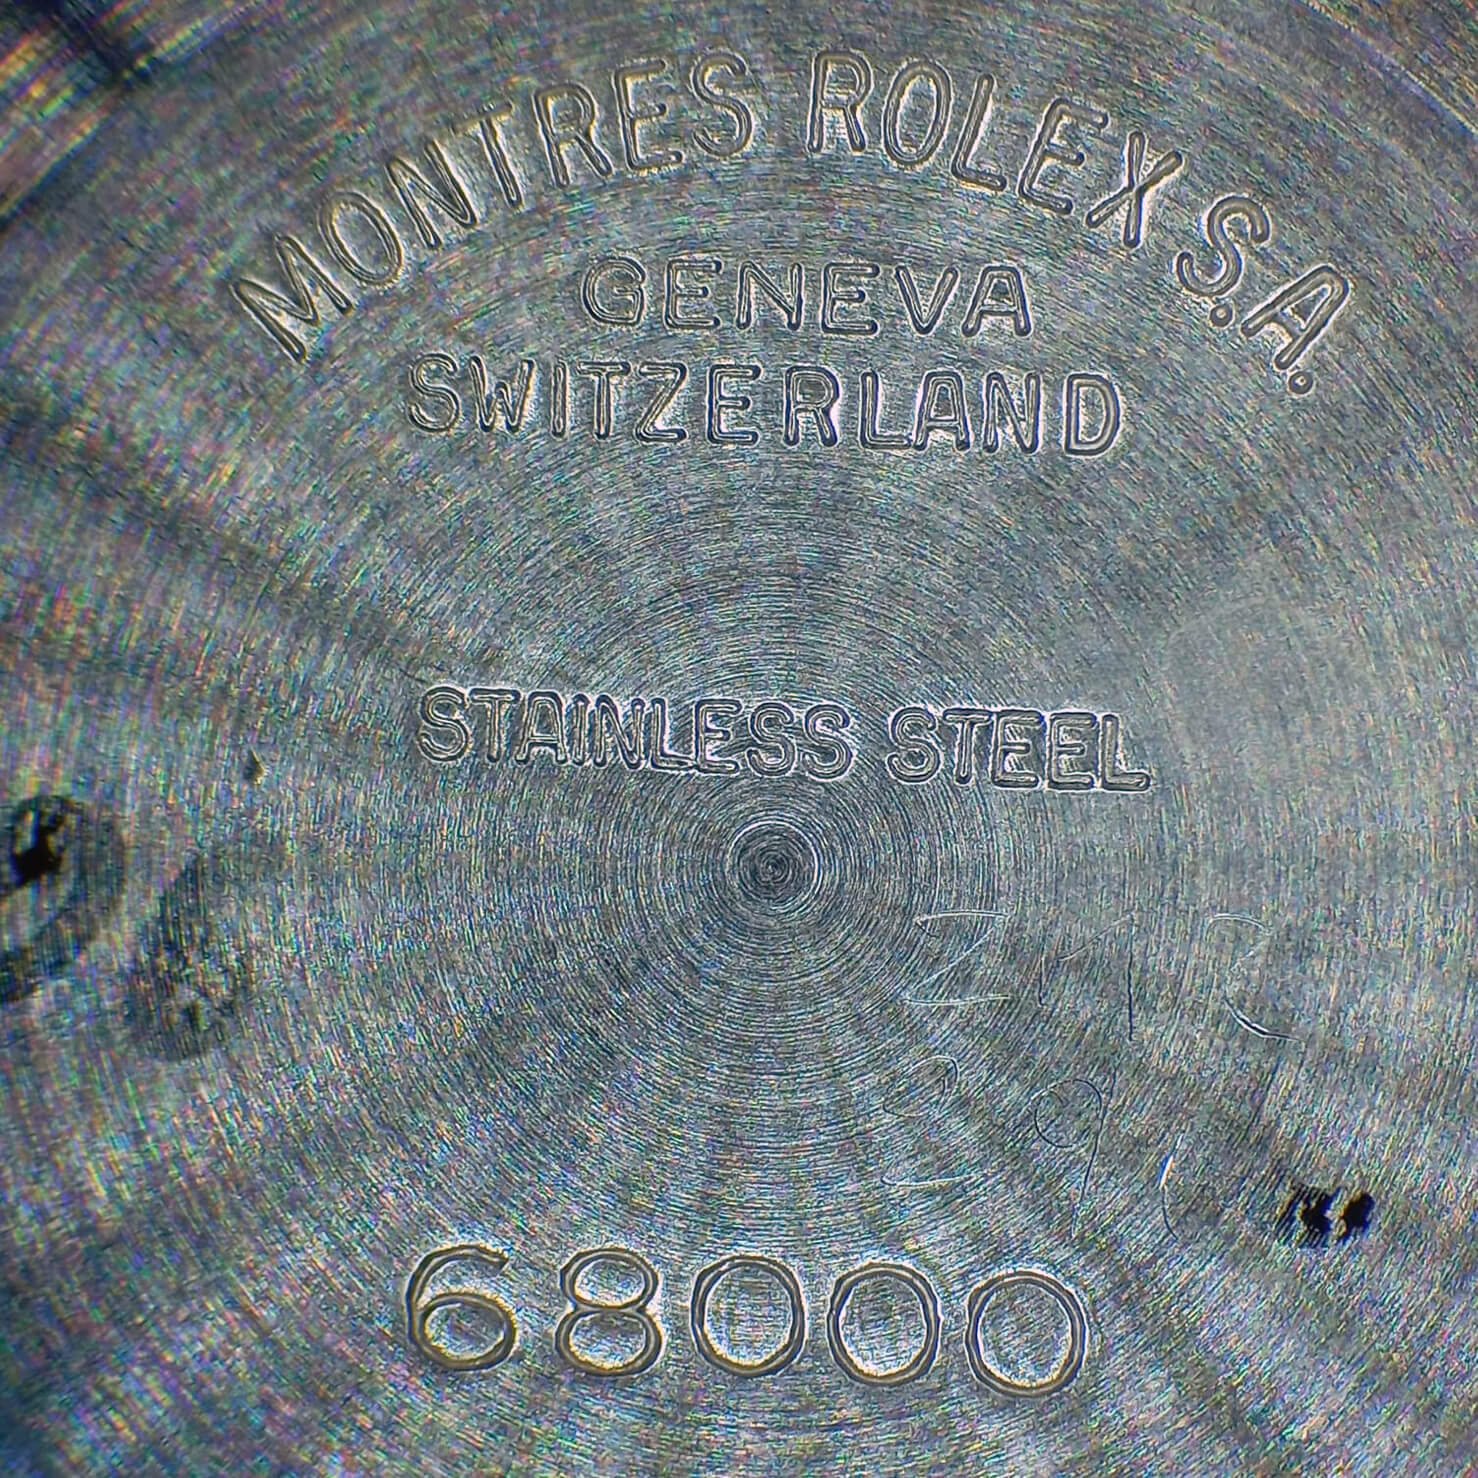 MONTRES ROLEX S.A.
GENEVA
SWITZERLAND
STAINLESS STEEL
68000